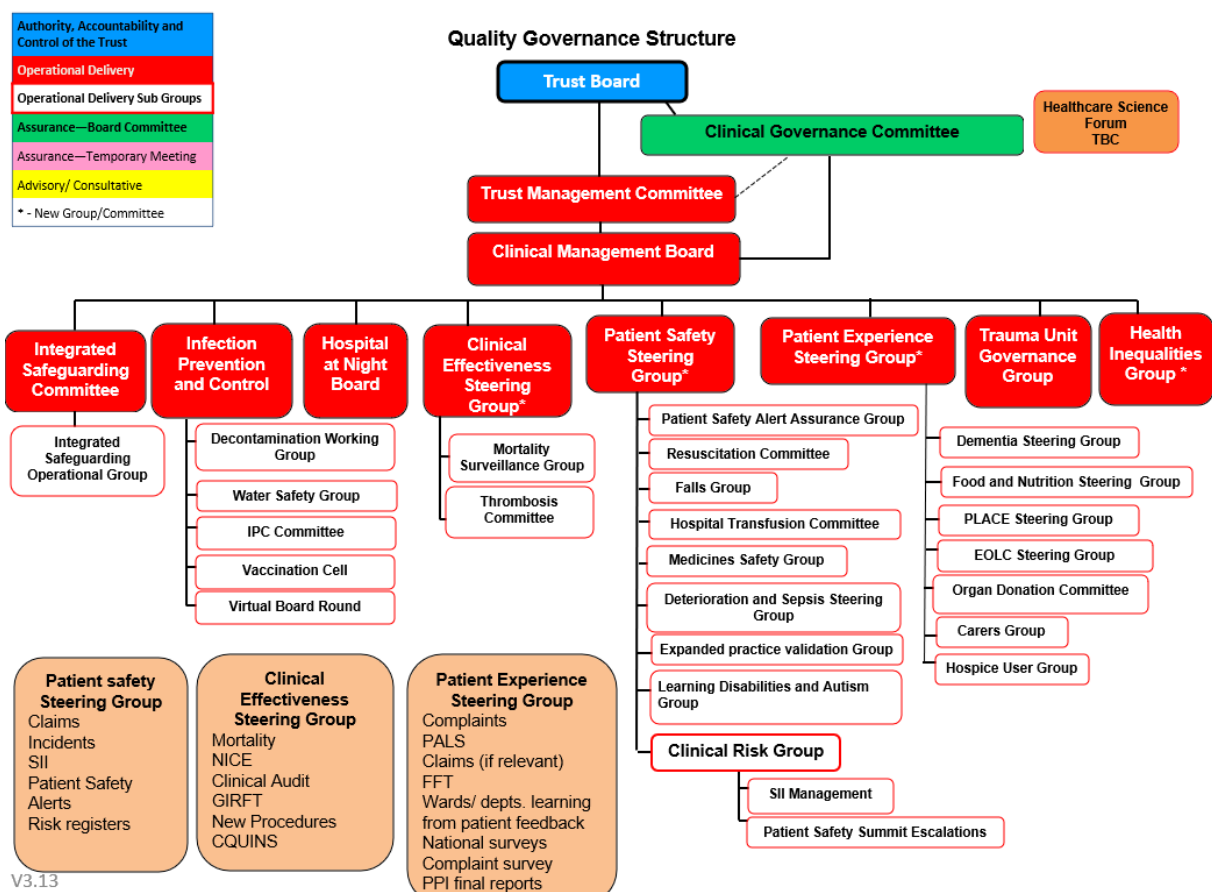 Authority, Accountability and
Control of the Trust
Operational Delivery
Operational Delivery Sub Groups
Assurance—Board Committee
Assurance—Temporary Meeting
Advisory/ Consultative
* - New Group/Committee
Quality Governance Structure
Trust Board
Clinical Governance Committee
Healthcare Science
Forum
TBC
Trust Management Committee
Clinical Management Board
Integrated
Safeguarding
Committee
Infection
Prevention
and Control
Hospital
at Night
Board
Clinical
Effectiveness
Steering
Group*
Patient Safety
Steering
Group*
Patient Experience
Steering Group*
Trauma Unit
Governance
Group
Health
Inequalities
Group *
Integrated
Safeguarding
Operational Group
Decontamination Working
Group
Water Safety Group
IPC Committee
Vaccination Cell
Virtual Board Round
Mortality
Surveillance Group
Thrombosis
Committee
Patient Safety Alert Assurance Group
Resuscitation Committee
Falls Group
Hospital Transfusion Committee
Medicines Safety Group
Deterioration and Sepsis Steering
Group
Expanded practice validation Group
Learning Disabilities and Autism
Group
Clinical Risk Group
SII Management
Patient Safety Summit Escalations
Dementia Steering Group
Food and Nutrition Steering Group
PLACE Steering Group
EOLC Steering Group
Organ Donation Committee
Carers Group
Hospice User Group
Patient safety
Steering Group
Claims
Incidents
SII
Patient Safety
Alerts
Risk registers
Clinical
Effectiveness
Steering Group
Mortality
NICE
Clinical Audit
GIRFT
New Procedures
CQUINS
Patient Experience
Steering Group
Complaints
PALS
Claims (if relevant)
FFT
Wards/ depts. learning
from patient feedback
National surveys
Complaint survey
PPI final reports
V3.13